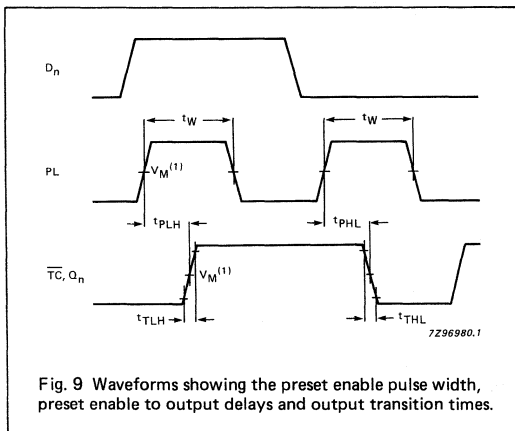 Dn
tW tW
PL
VM(1)
tPLH tPHL
TC, Qn
VM(1)
tTLH tTHL
7Z96980.1
Fig. 9 Waveforms showing the preset enable pulse width,
preset enable to output delays and output transition times.